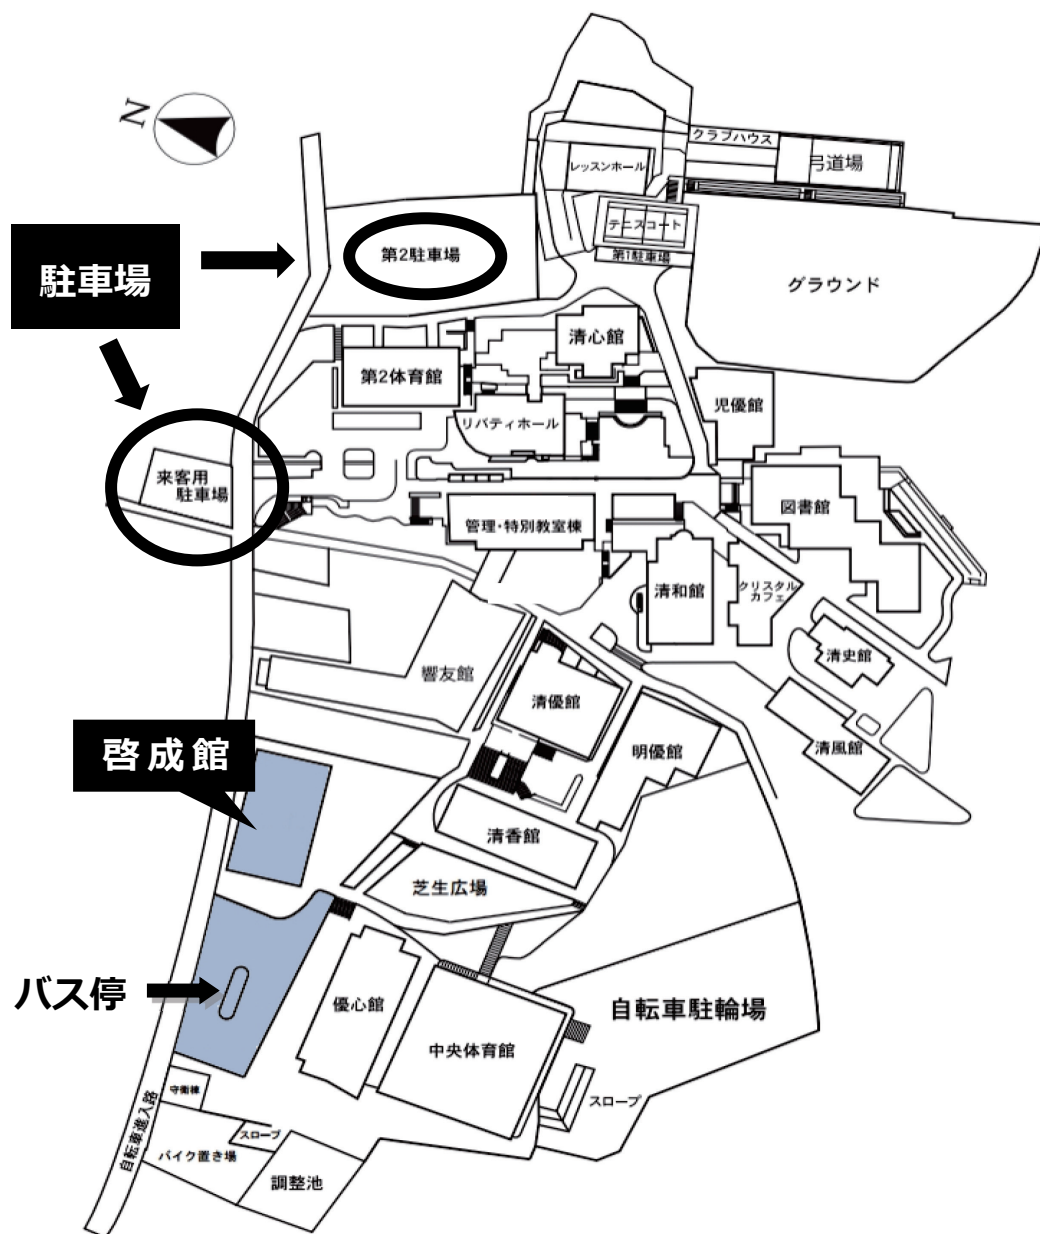 N
クラブハウス
弓道場
レッスンホール
テニスコート
第1駐車場
第2駐車場
駐車場
グラウンド
清心館
第2体育館
児優館
リバティホール
来客用
駐車場
図書館
管理・特別教室棟
清和館
クリスタル
カフェ
清史館
響友館
清優館
清風館
明優館
啓成館
清香館
芝生広場
バス停
優心館
自転車駐輪場
中央体育館
守衛棟
スロープ
自転車進入路
スロープ
バイク置き場
調整池